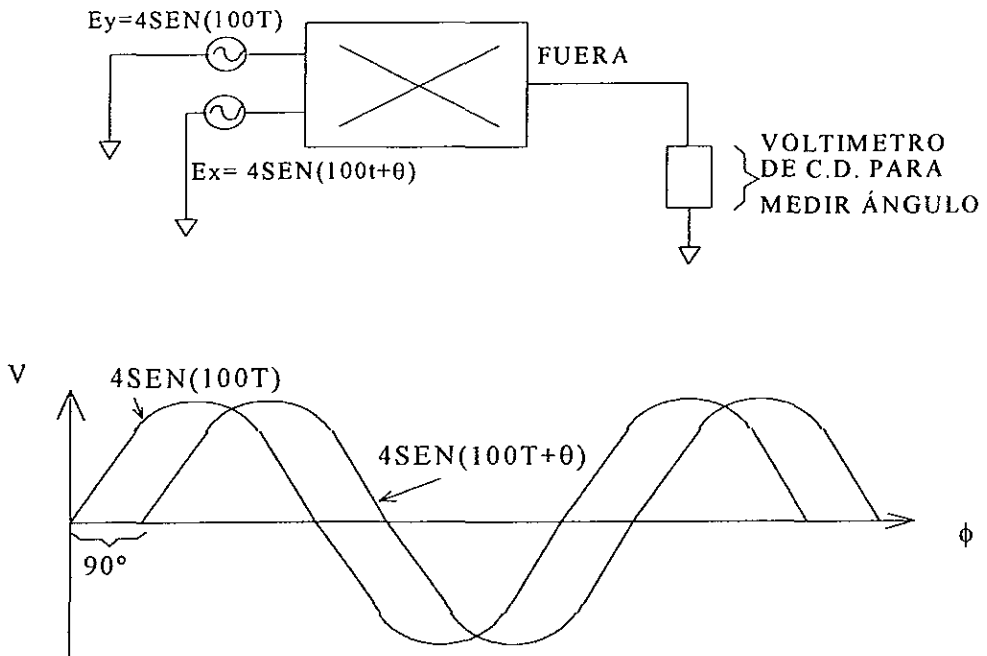 Ey=4SEN(100T)
FUERA
Ex= 4SEN(100t+θ)
VOLTIMETRO
DE C.D. PARA
MEDIR ÁNGULO
V
4SEN(100T)
4SEN(100T+θ)
90°
ϕ